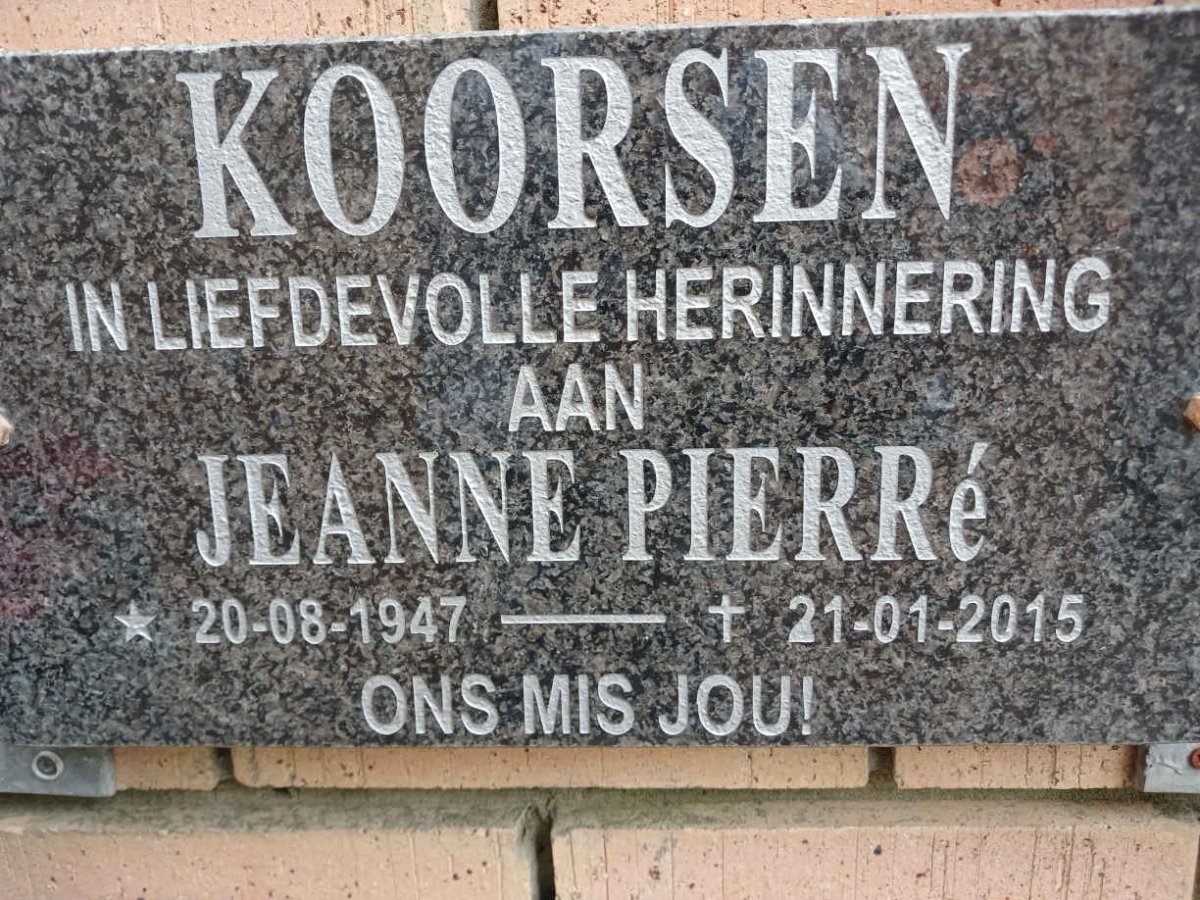 KOORSEN
IN LIEFDEVOLLE HERINNERING
AAN
JEANNE PIERRé
20-08-1947 — † 21-01-2015
ONS MIS JOU!